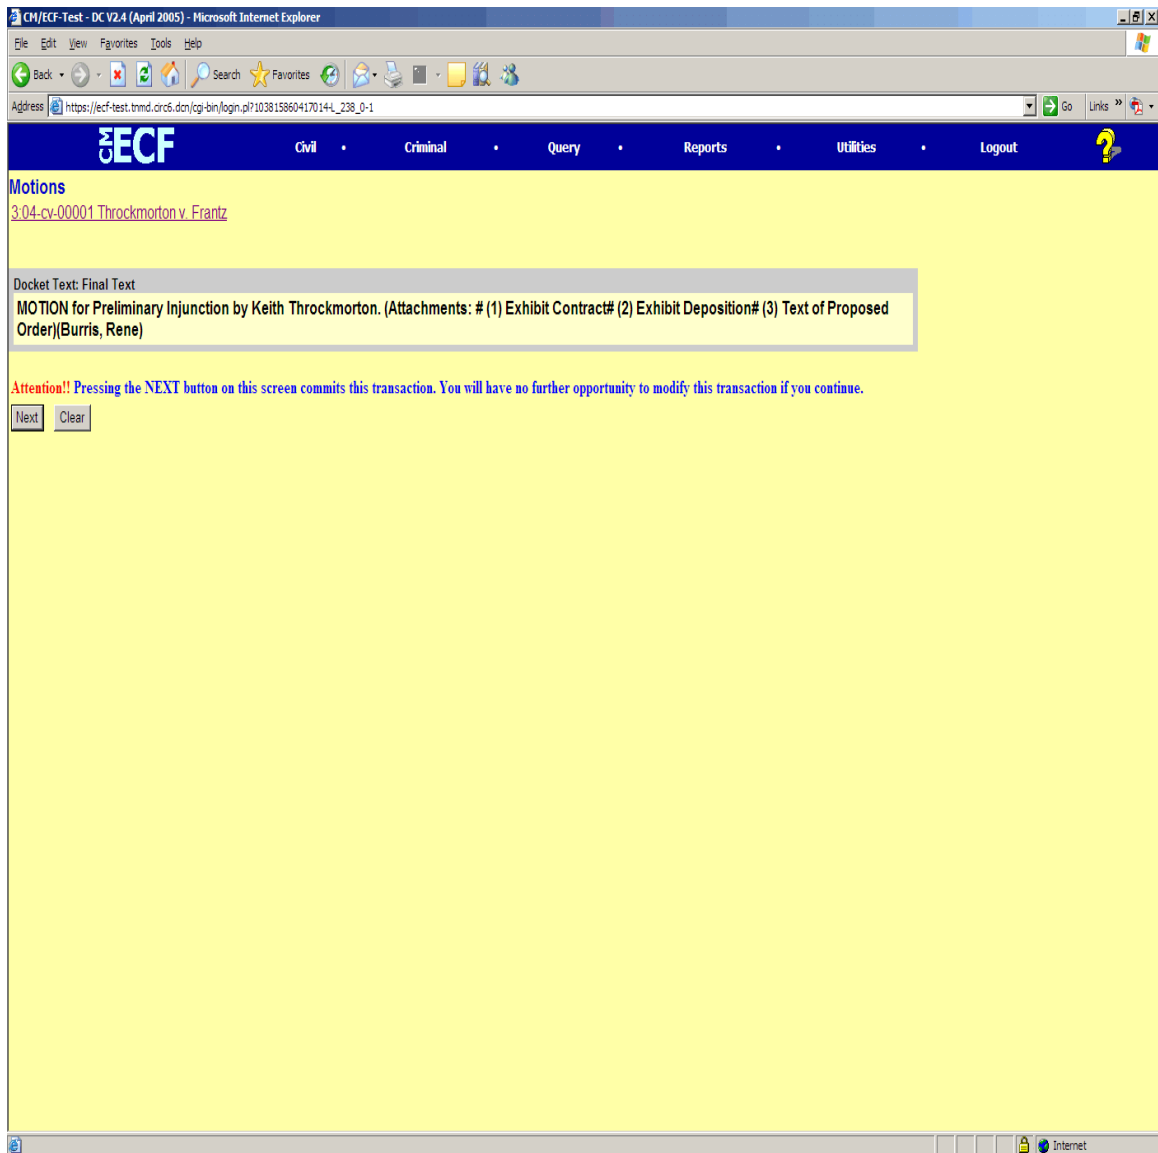 CM/ECF-Test - DC V2.4 (April 2005) - Microsoft Internet Explorer
File Edit View Favorites Tools Help
Back Search Favorites
Address https://ecf-test.tnmd.circ6.dcn/cgi-bin/login.pl?103815860417014-L_238_0-1 Go Links »
CM ECF Civil • Criminal • Query • Reports • Utilities • Logout ?
Motions
3:04-cv-00001 Throckmorton v. Frantz
Docket Text: Final Text
MOTION for Preliminary Injunction by Keith Throckmorton. (Attachments: # (1) Exhibit Contract# (2) Exhibit Deposition# (3) Text of Proposed
Order)(Burris, Rene)
Attention!! Pressing the NEXT button on this screen commits this transaction. You will have no further opportunity to modify this transaction if you continue.
Next Clear
Internet